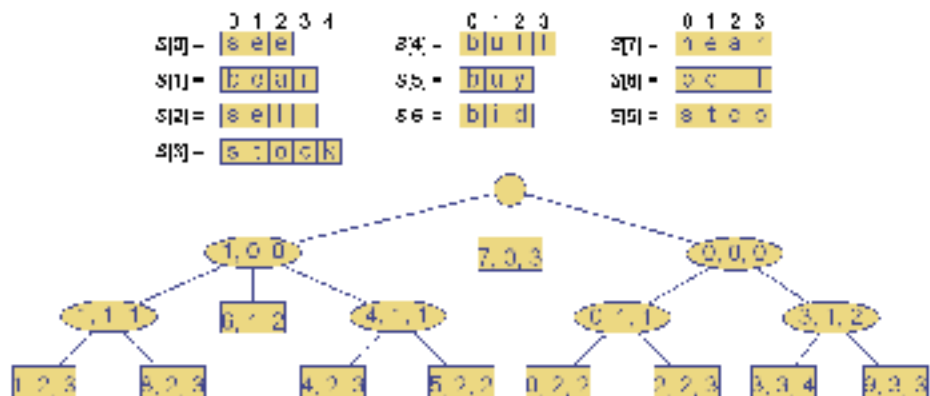 0 1 2 3 4 0 1 2 3 0 1 2 3
S[0] = s e e S[4] = b u l l S[7] = h e a r
S[1] = b e a r S[5] = b u y S[8] =
S[2] = s e l l S[6] = b i d S[9] = s t o
S[3] = s t o c k
1, 0, 0 7, 0, 3 0, 0, 0
1, 1, 1 6, 1, 2 4, 1, 1 0, 1, 1 3, 1, 2
1, 2, 3 8, 2, 3 4, 2, 3 5, 2, 2 0, 2, 2 2, 2, 3 3, 3, 4 9, 3, 3